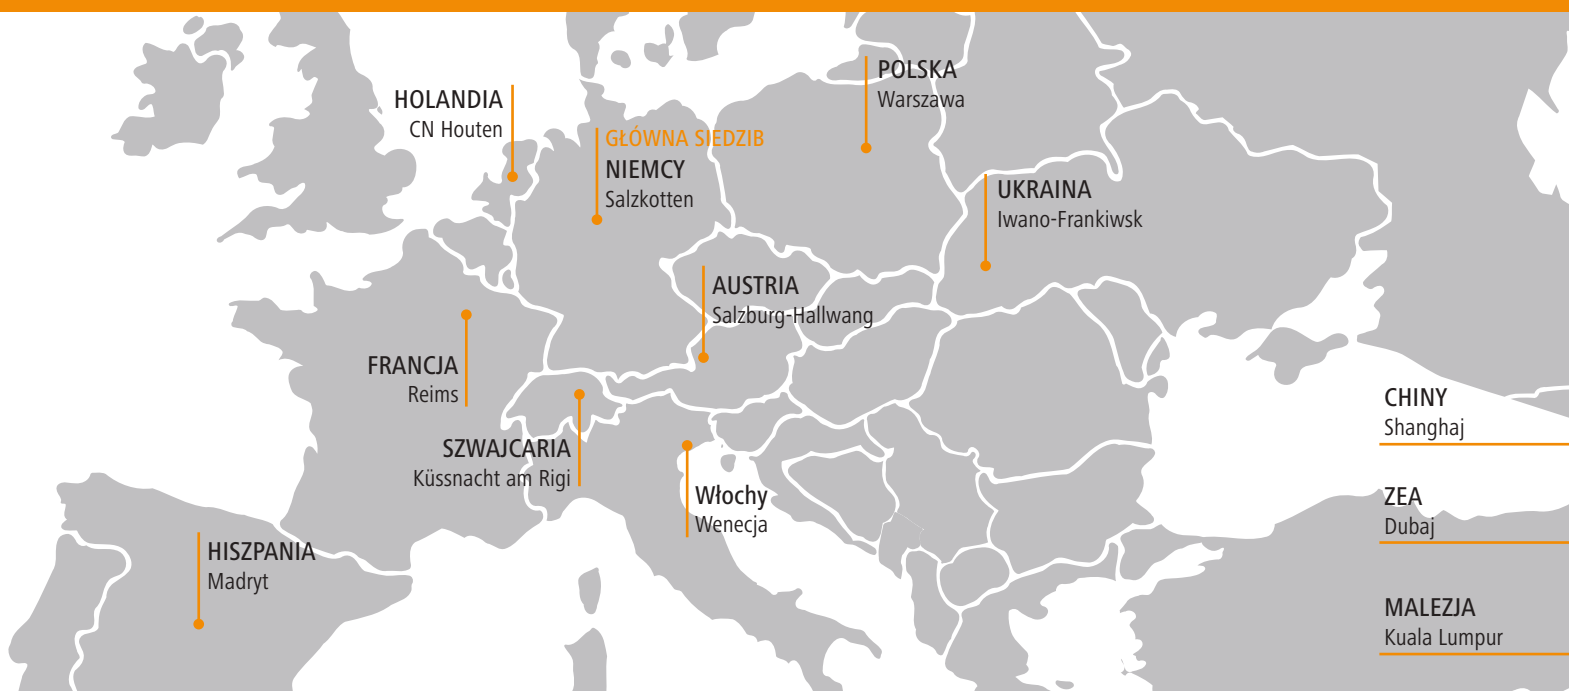 POLSKA
Warszawa
HOLANDIA
CN Houten
GŁÓWNA SIEDZIB
NIEMCY
Salzkotten
UKRAINA
Iwano-Frankiwsk
AUSTRIA
Salzburg-Hallwang
FRANCJA
Reims
SZWAJCARIA
Küssnacht am Rigi
Włochy
Wenecja
HISZPANIA
Madryt
CHINY
Shanghaj
ZEA
Dubaj
MALEZJA
Kuala Lumpur